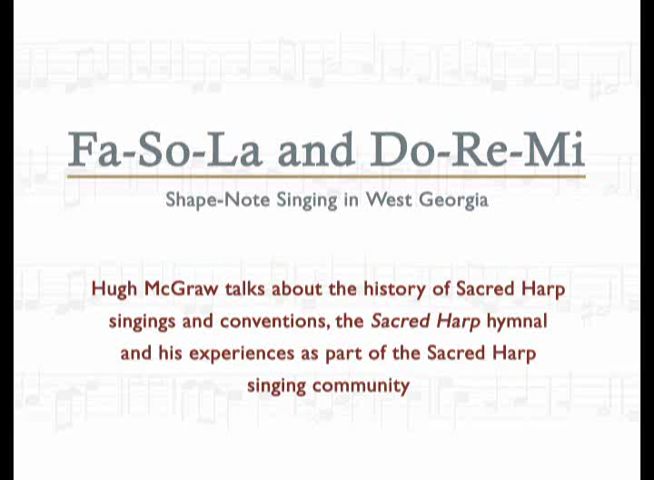 Fa-So-La and Do-Re-Mi
Shape-Note Singing in West Georgia
Hugh McGraw talks about the history of Sacred Harp
singings and conventions, the Sacred Harp hymnal
and his experiences as part of the Sacred Harp
singing community